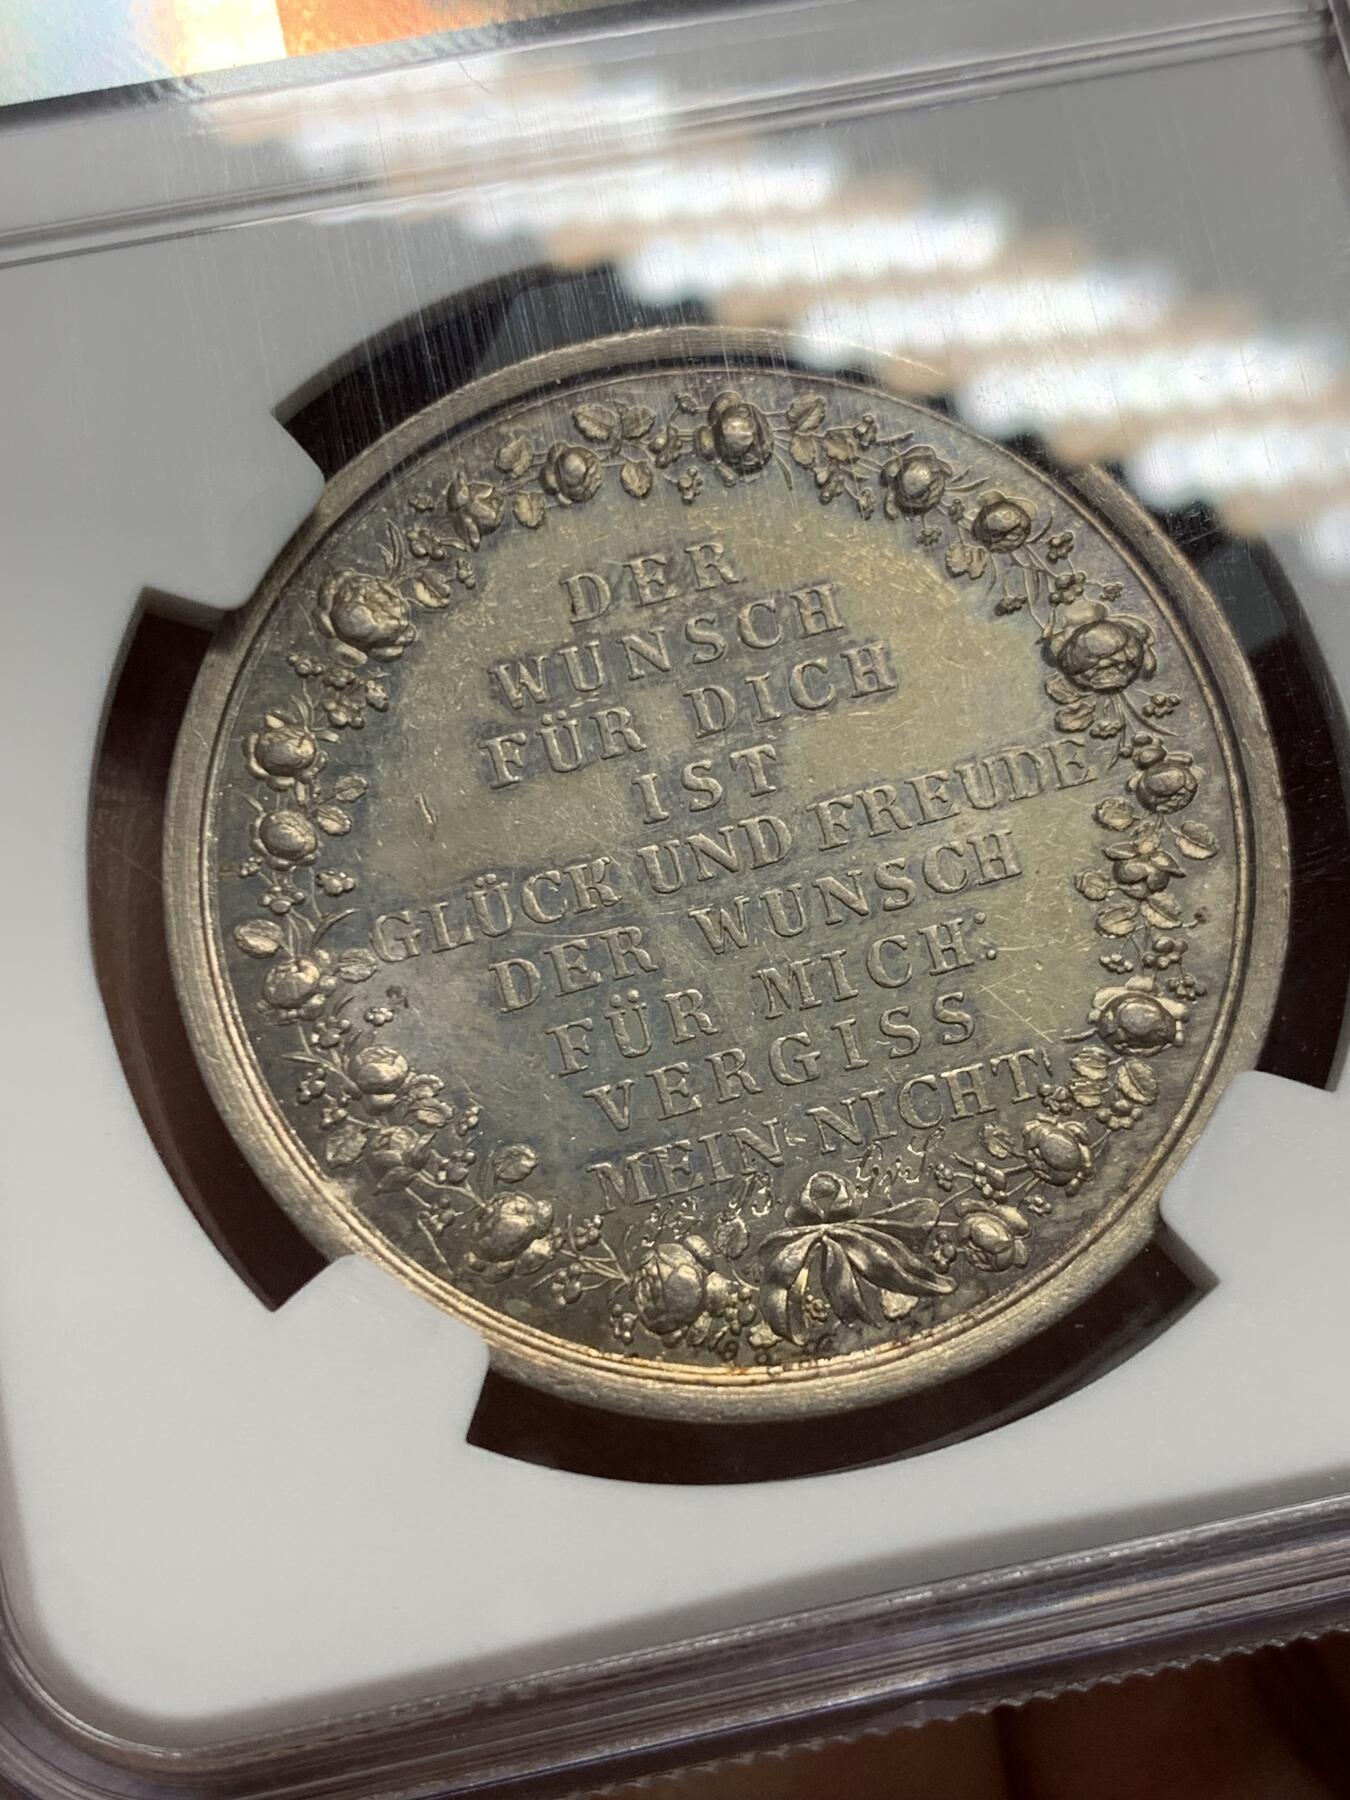 DER
WUNSCH
FÜR DICH
IST
GLÜCK UND FREUDE
DER WUNSCH
FÜR MICH:
VERGISS
MEIN NICHT!